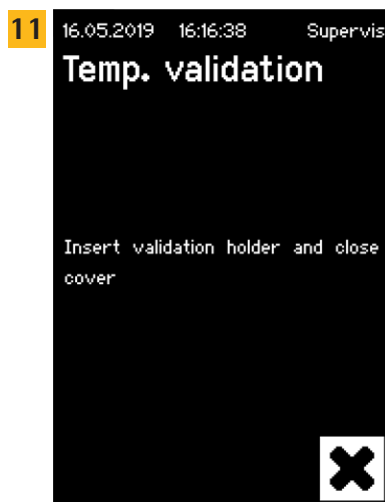 11
16.05.2019 16:16:38 Supervis
Temp. validation
Insert validation holder and close
cover